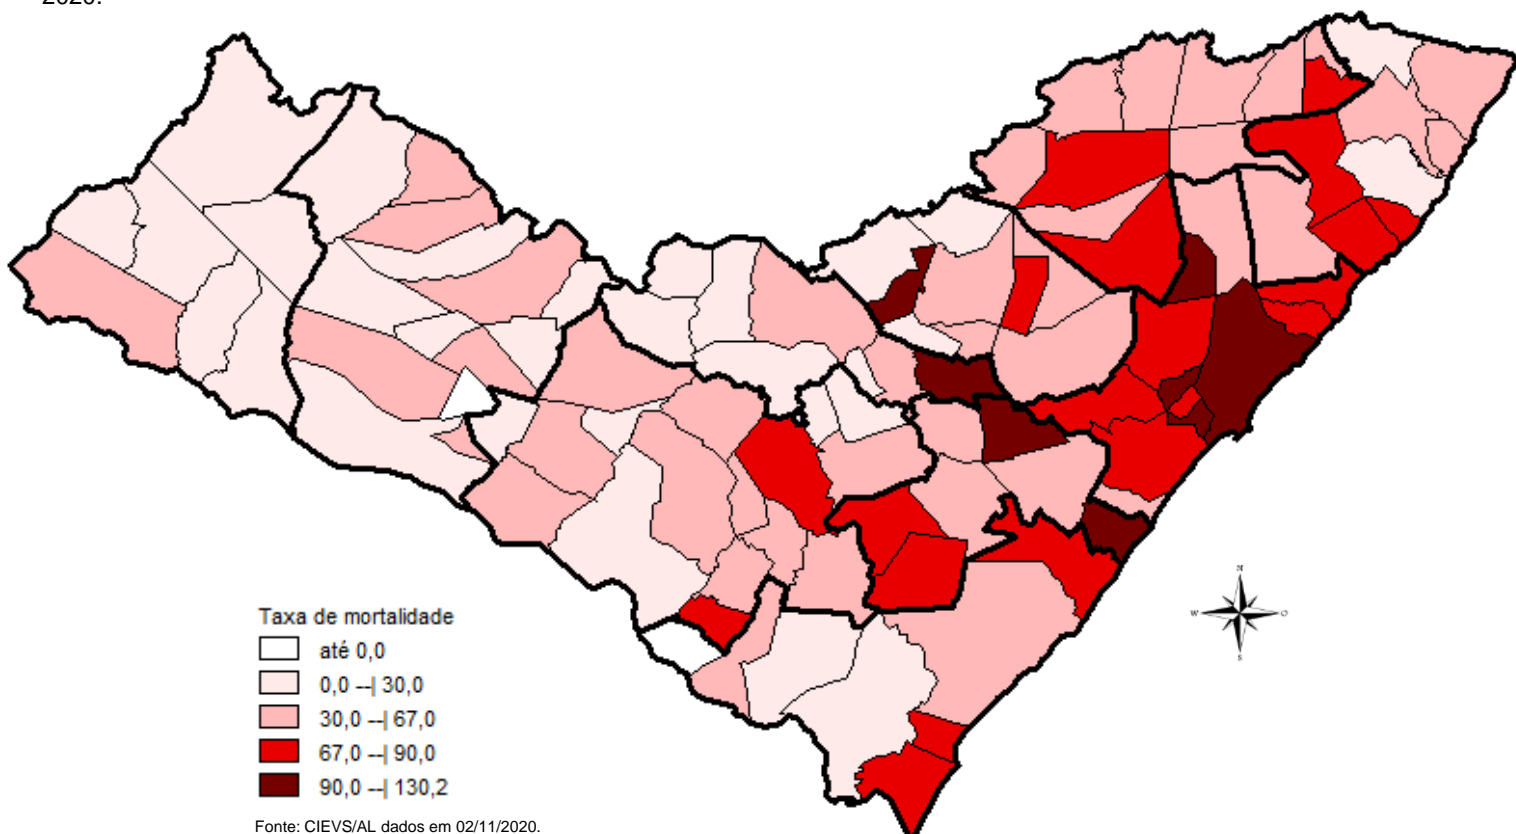 2020.
N
W
O
S
Taxa de mortalidade
até 0,0
0,0 --| 30,0
30,0 --| 67,0
67,0 --| 90,0
90,0 --| 130,2
Fonte: CIEVS/AL dados em 02/11/2020.